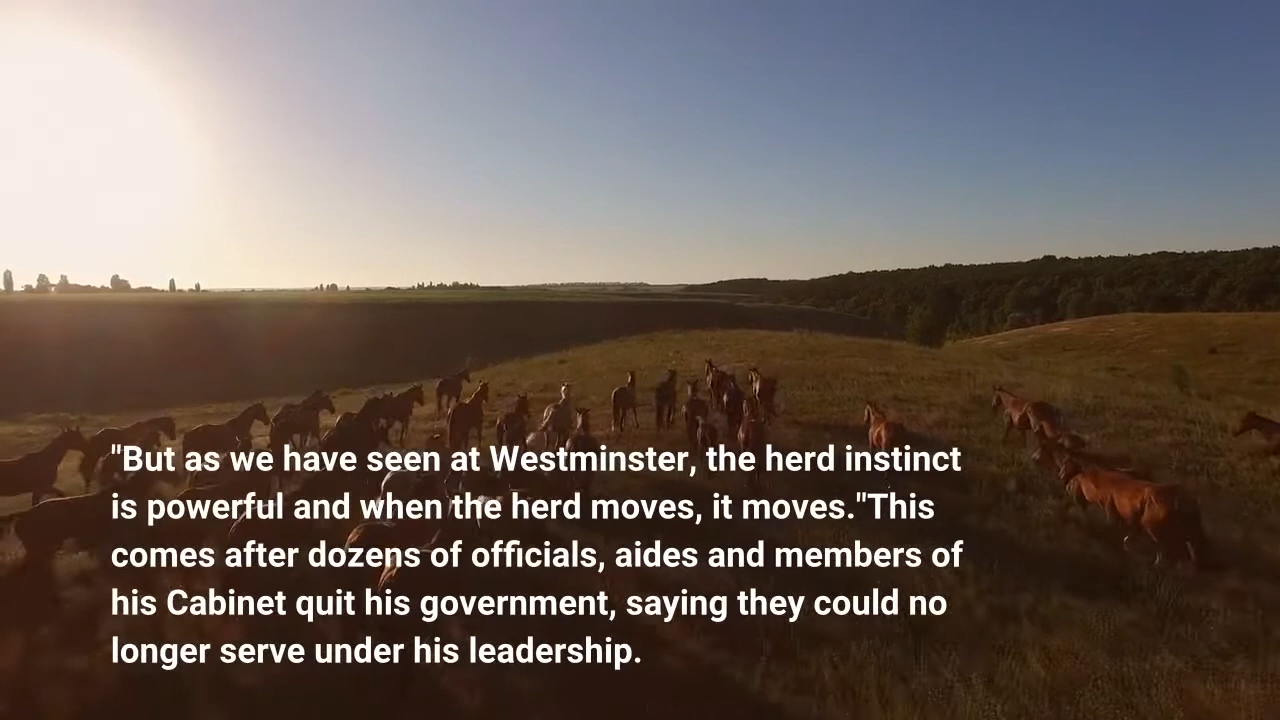 "But as we have seen at Westminster, the herd instinct
is powerful and when the herd moves, it moves."This
comes after dozens of officials, aides and members of
his Cabinet quit his government, saying they could no
longer serve under his leadership.